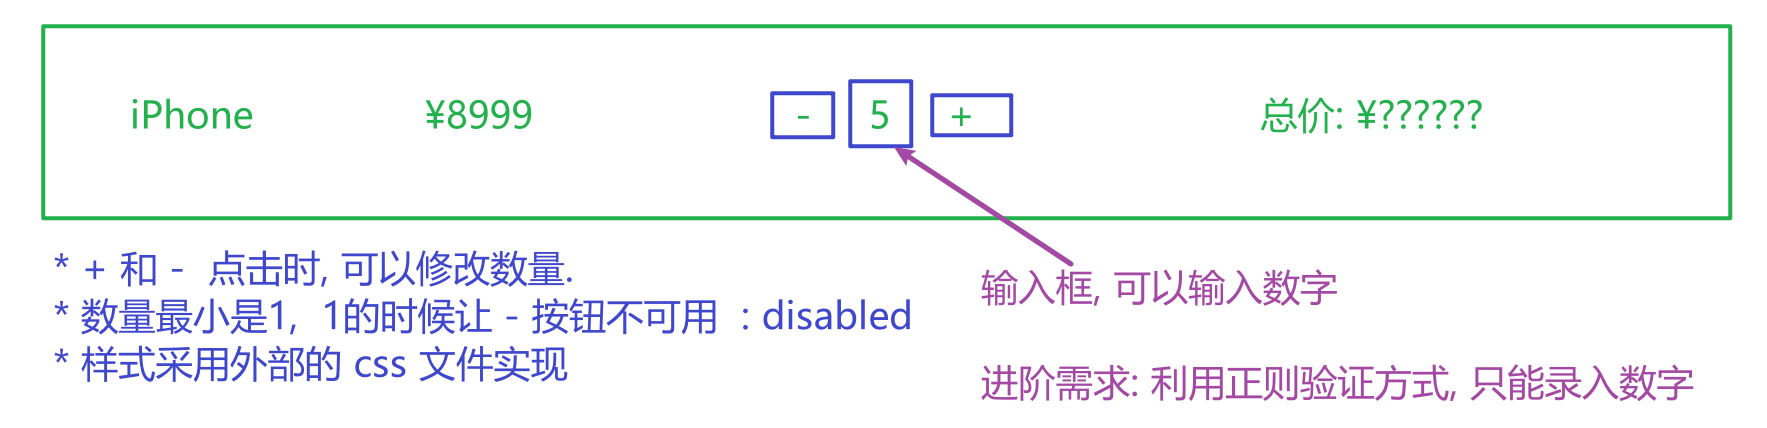 iPhone ¥8999 - 5 + 总价: ¥??????
* + 和 - 点击时, 可以修改数量.
* 数量最小是1, 1的时候让 - 按钮不可用 : disabled
* 样式采用外部的 css 文件实现
输入框, 可以输入数字
进阶需求: 利用正则验证方式, 只能录入数字